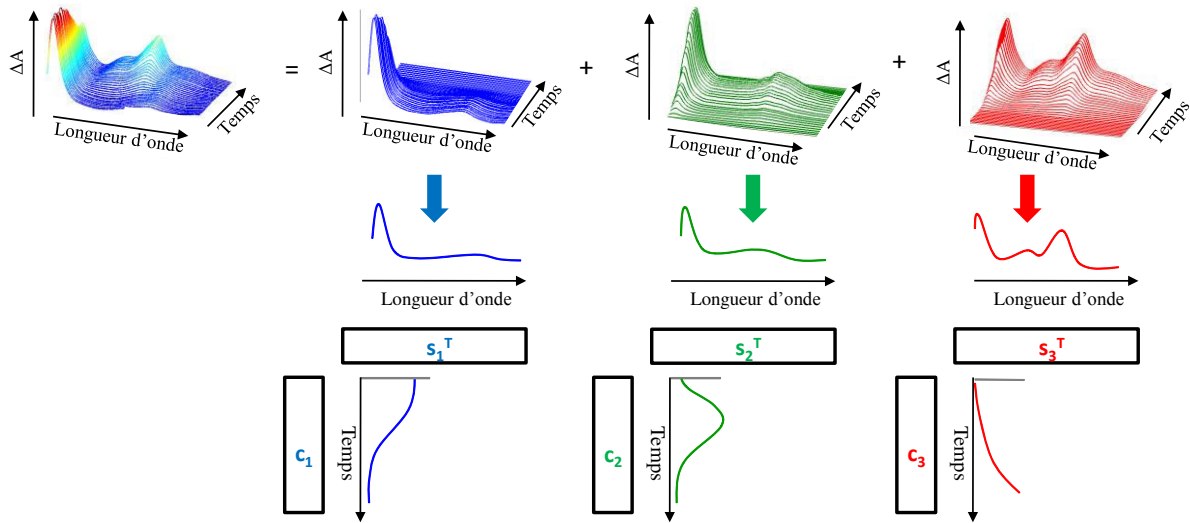 ΔA
Longueur d'onde
Temps
=
ΔA
Longueur d'onde
Temps
+
ΔA
Longueur d'onde
Temps
+
ΔA
Longueur d'onde
Temps
Longueur d'onde
Longueur d'onde
Longueur d'onde
s₁ᵀ
s₂ᵀ
s₃ᵀ
c₁
Temps
c₂
Temps
c₃
Temps